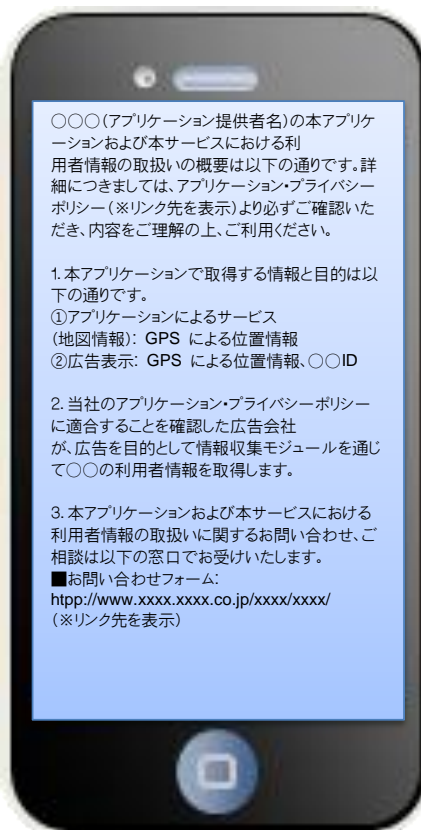 ○○○(アプリケーション提供者名)の本アプリケ
ーションおよび本サービスにおける利
用者情報の取扱いの概要は以下の通りです。詳
細につきましては、アプリケーション・プライバシー
ポリシー(※リンク先を表示)より必ずご確認いた
だき、内容をご理解の上、ご利用ください。
1. 本アプリケーションで取得する情報と目的は以
下の通りです。
①アプリケーションによるサービス
(地図情報): GPS による位置情報
②広告表示: GPS による位置情報、○○ID
2. 当社のアプリケーション・プライバシーポリシー
に適合することを確認した広告会社
が、広告を目的として情報収集モジュールを通じ
て○○の利用者情報を取得します。
3. 本アプリケーションおよび本サービスにおける
利用者情報の取扱いに関するお問い合わせ、ご
相談は以下の窓口でお受けいたします。
■お問い合わせフォーム:
htpp://www.xxxx.xxxx.co.jp/xxxx/xxxx/
(※リンク先を表示)